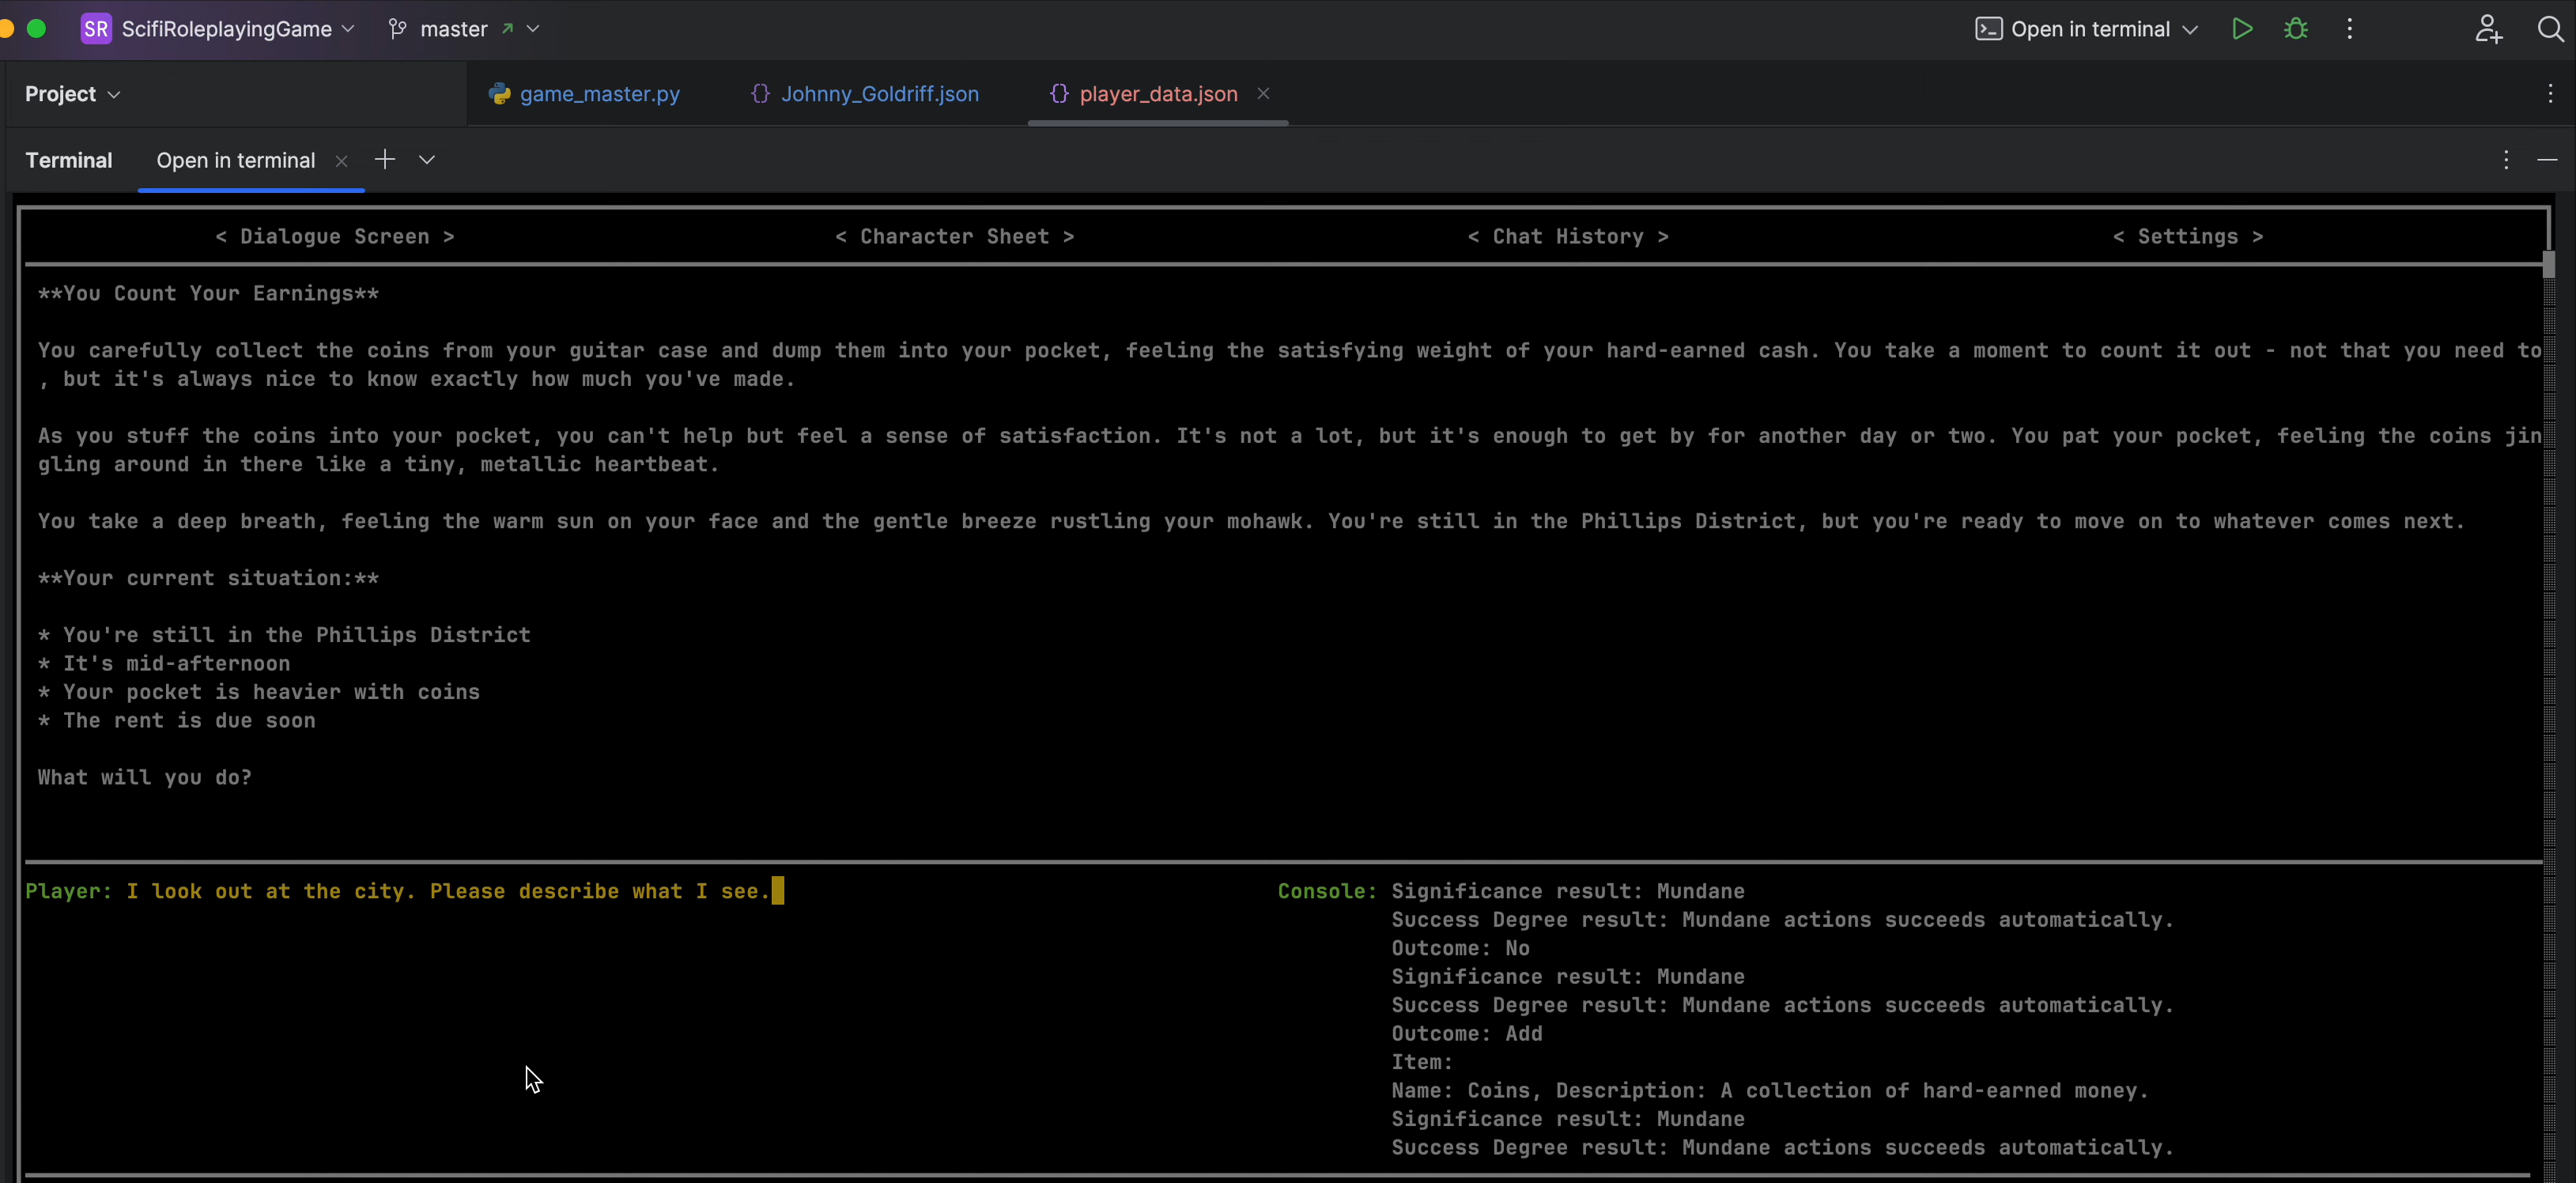 SR ScifiRoleplayingGame master Open in terminal
Project game_master.py {} Johnny_Goldriff.json {} player_data.json
Terminal Open in terminal
< Dialogue Screen > < Character Sheet > < Chat History > < Settings >
**You Count Your Earnings**
You carefully collect the coins from your guitar case and dump them into your pocket, feeling the satisfying weight of your hard-earned cash. You take a moment to count it out - not that you need to
, but it's always nice to know exactly how much you've made.
As you stuff the coins into your pocket, you can't help but feel a sense of satisfaction. It's not a lot, but it's enough to get by for another day or two. You pat your pocket, feeling the coins jin
gling around in there like a tiny, metallic heartbeat.
You take a deep breath, feeling the warm sun on your face and the gentle breeze rustling your mohawk. You're still in the Phillips District, but you're ready to move on to whatever comes next.
**Your current situation:**
* You're still in the Phillips District
* It's mid-afternoon
* Your pocket is heavier with coins
* The rent is due soon
What will you do?
Player: I look out at the city. Please describe what I see.
Console: Significance result: Mundane
Success Degree result: Mundane actions succeeds automatically.
Outcome: No
Significance result: Mundane
Success Degree result: Mundane actions succeeds automatically.
Outcome: Add
Item:
Name: Coins, Description: A collection of hard-earned money.
Significance result: Mundane
Success Degree result: Mundane actions succeeds automatically.